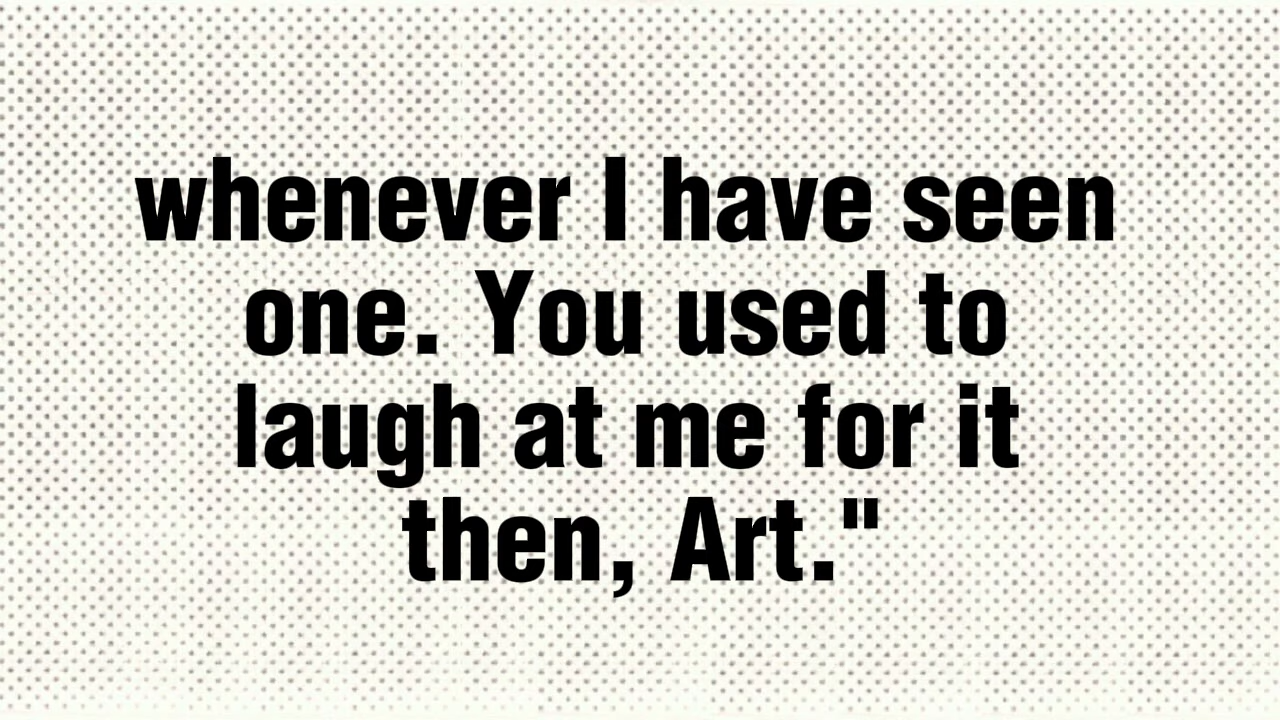 whenever I have seen
one. You used to
laugh at me for it
then, Art."